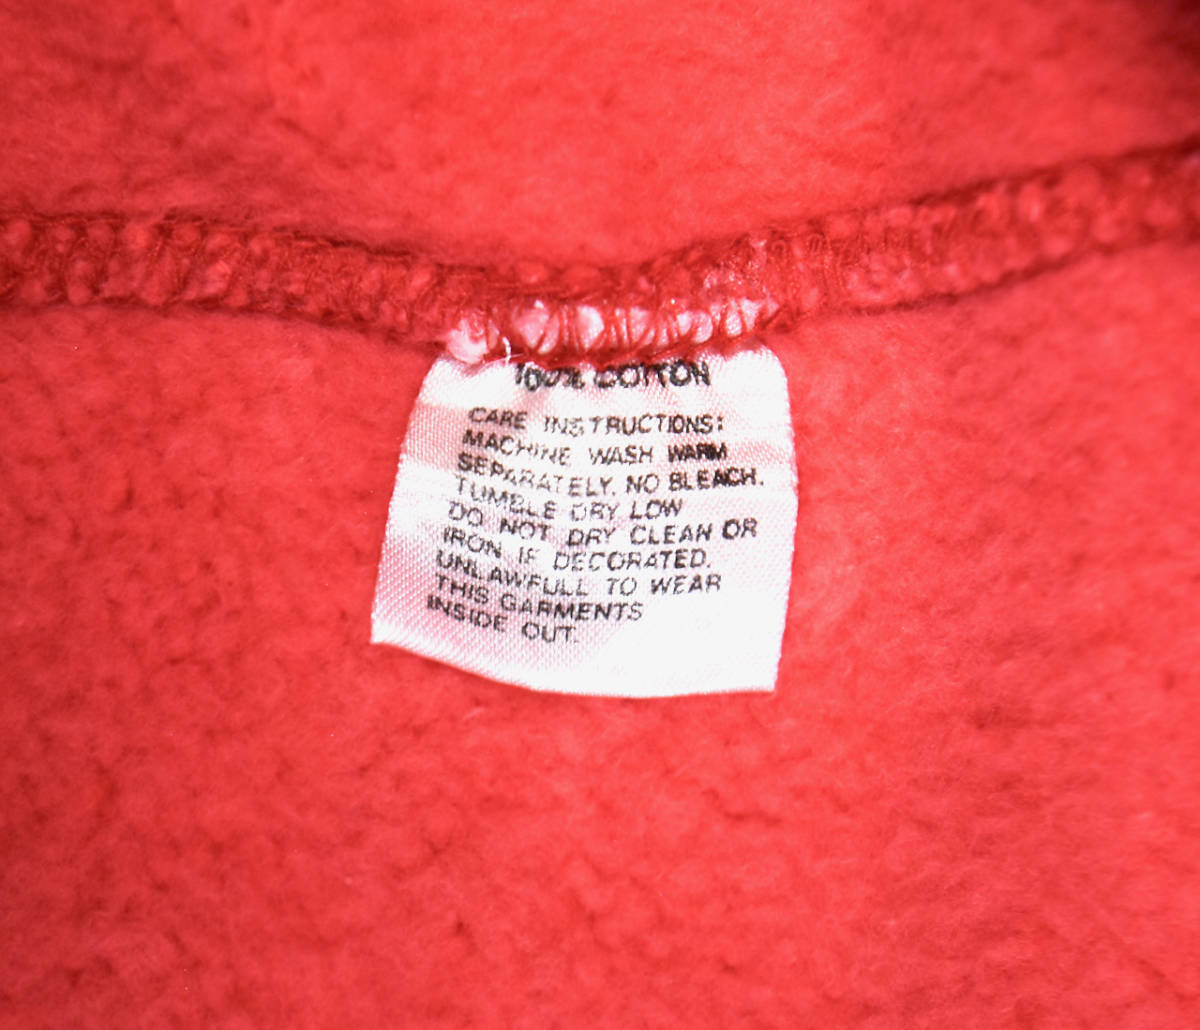 100% COTTON
CARE INSTRUCTIONS:
MACHINE WASH WARM
SEPARATELY. NO BLEACH.
TUMBLE DRY LOW
DO NOT DRY CLEAN OR
IRON IF DECORATED.
UNLAWFULL TO WEAR
THIS GARMENTS
INSIDE OUT.